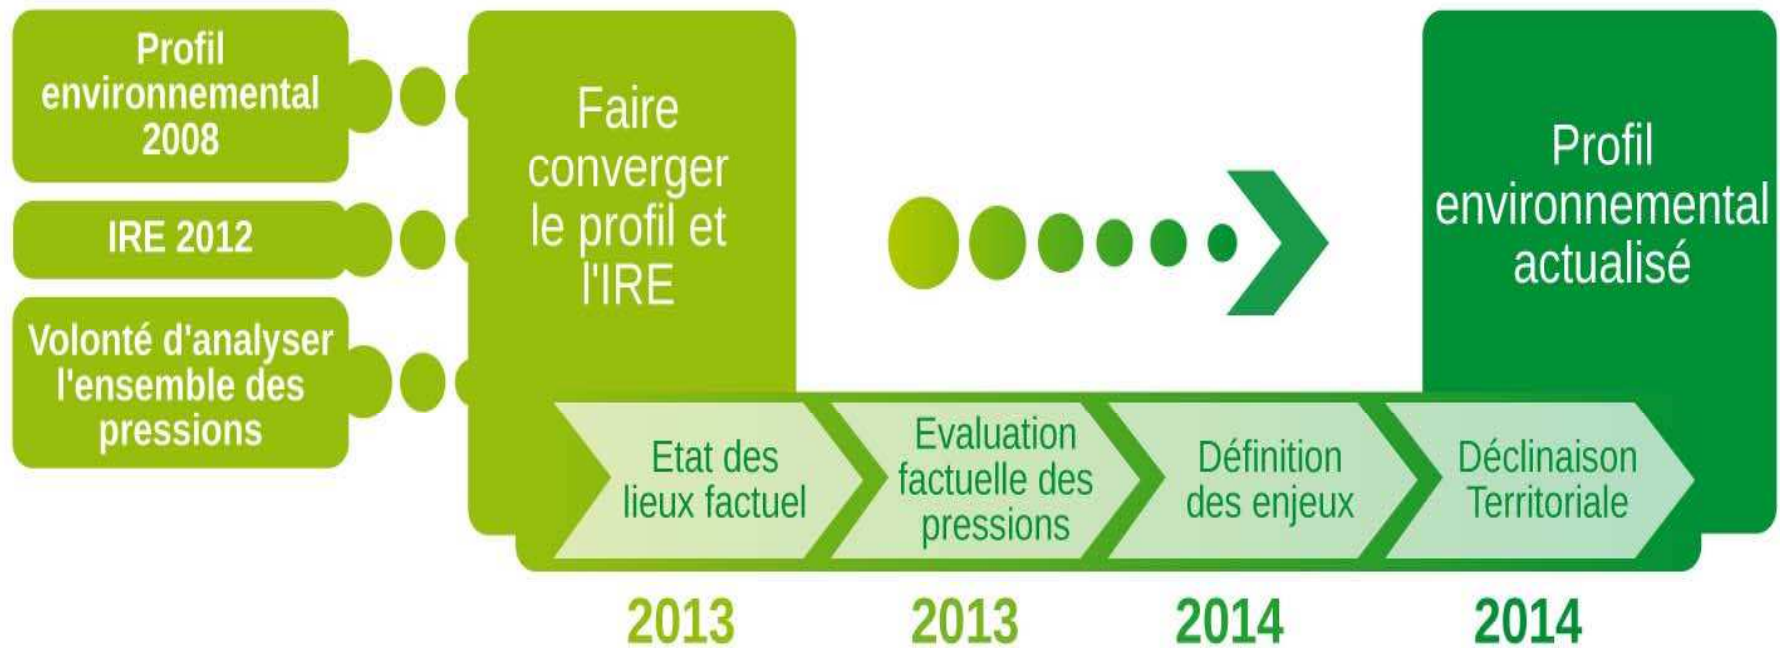 Profil
environnemental
2008
IRE 2012
Volonté d'analyser
l'ensemble des
pressions
Faire
converger
le profil et
l'IRE
Profil
environnemental
actualisé
Etat des
lieux factuel
Evaluation
factuelle des
pressions
Définition
des enjeux
Déclinaison
Territoriale
2013
2013
2014
2014